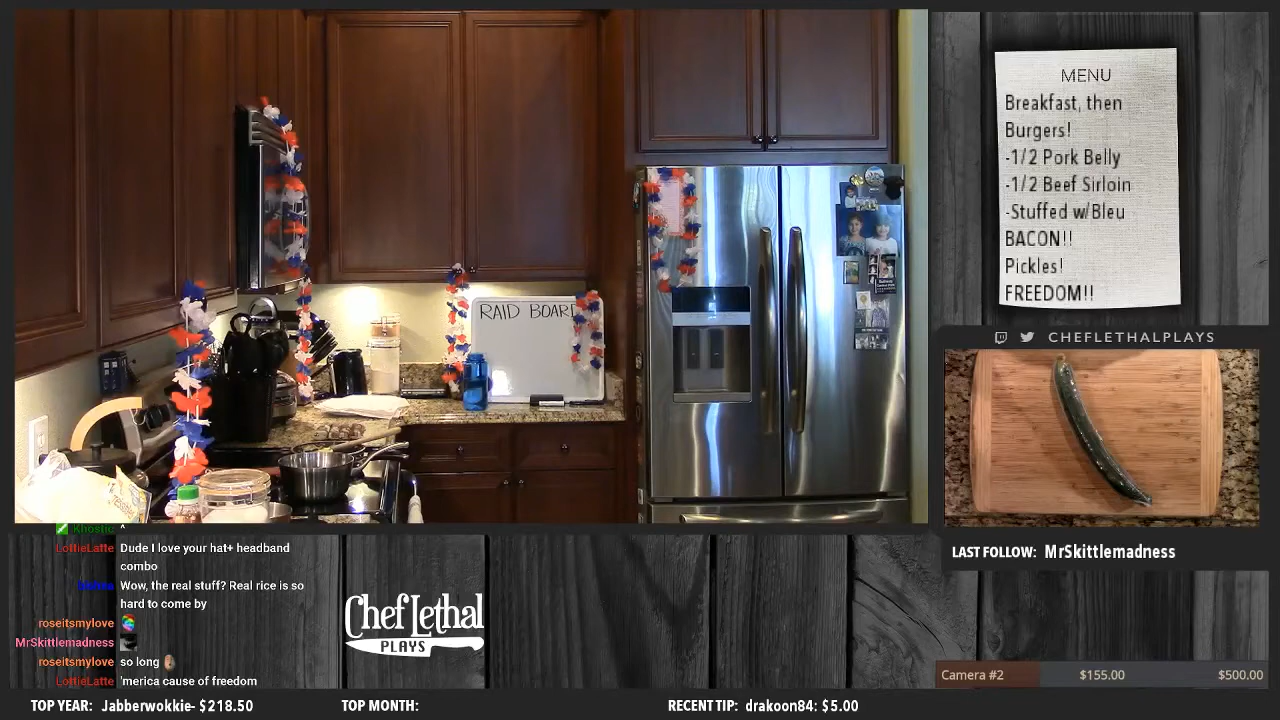 RAID BOARD
MENU
Breakfast, then
Burgers!
-1/2 Pork Belly
-1/2 Beef Sirloin
-Stuffed w/Bleu
BACON!!
Pickles!
FREEDOM!!
CHEFLETHALPLAYS
LAST FOLLOW: MrSkittlemadness
Khostic ^
LottieLatte Dude I love your hat+ headband
combo
Wow, the real stuff? Real rice is so
hard to come by
roseitsmylove
MrSkittlemadness
roseitsmylove so long
LottieLatte 'merica cause of freedom
Chef Lethal
PLAYS
Camera #2 $155.00 $500.00
TOP YEAR: Jabberwokkie- $218.50 TOP MONTH: RECENT TIP: drakoon84: $5.00